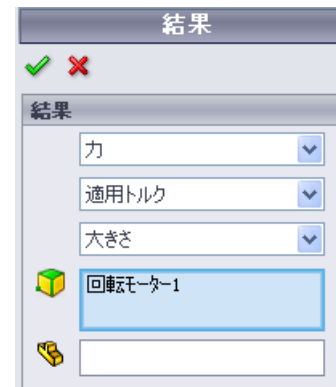 結果
結果
力
適用トルク
大きさ
回転モーター1